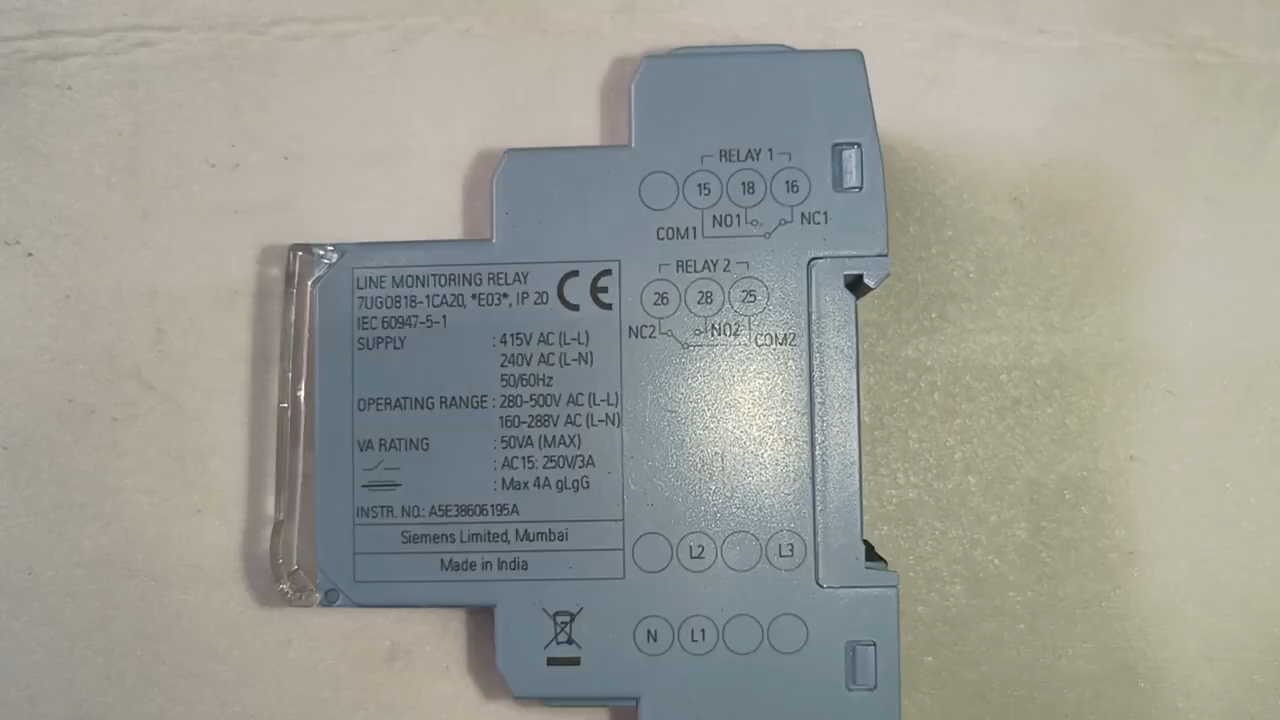 RELAY 1
15 18 16
NO1 NC1
COM1
RELAY 2
26 28 25
NC2 NO2 COM2
LINE MONITORING RELAY
7UG0818-1CA20, *E03*, IP 20
CE
IEC 60947-5-1
SUPPLY : 415V AC (L-L)
240V AC (L-N)
50/60Hz
OPERATING RANGE : 280-500V AC (L-L)
160-288V AC (L-N)
VA RATING : 50VA (MAX)
: AC15: 250V/3A
: Max 4A gLgG
INSTR. NO.: A5E38606195A
Siemens Limited, Mumbai
Made in India
L2 L3
N L1